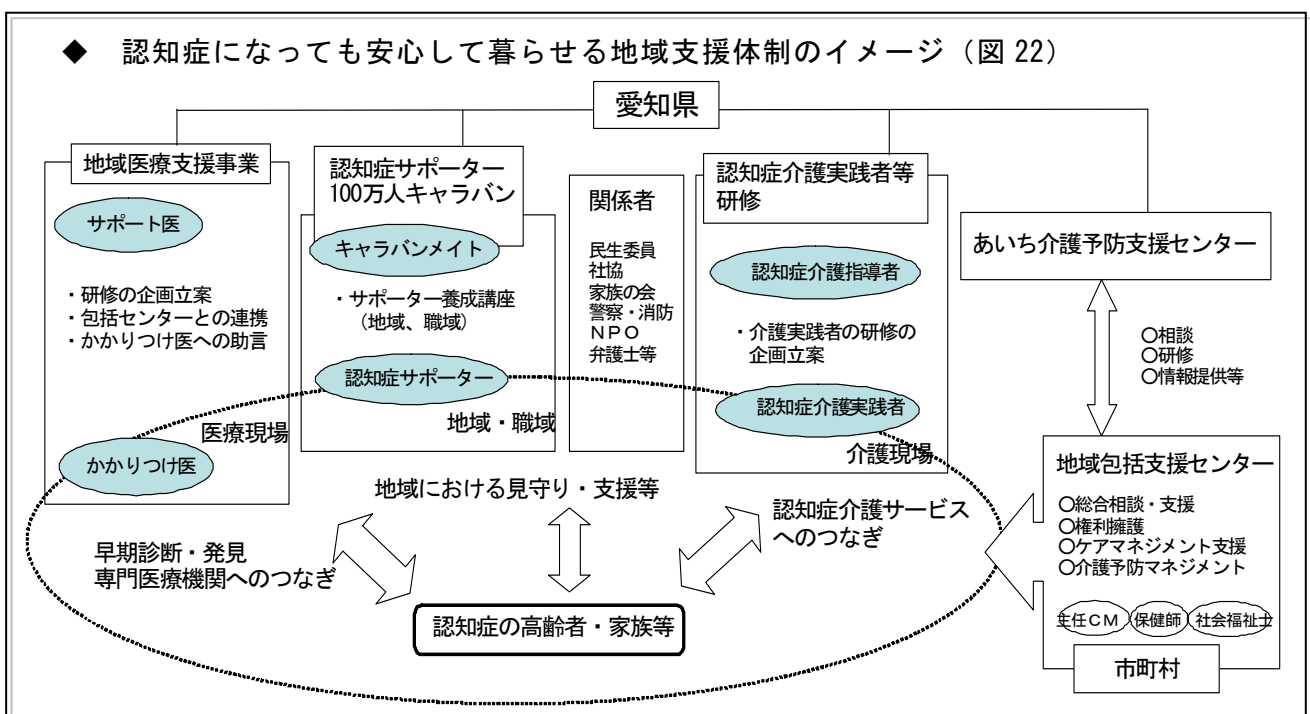 ◆ 認知症になっても安心して暮らせる地域支援体制のイメージ(図 22)
愛知県
地域医療支援事業
サポート医
・研修の企画立案
・包括センターとの連携
・かかりつけ医への助言
医療現場
かかりつけ医
認知症サポーター
100万人キャラバン
キャラバンメイト
・サポーター養成講座
(地域、職域)
認知症サポーター
地域・職域
関係者
民生委員
社協
家族の会
警察・消防
NPO
弁護士等
認知症介護実践者等
研修
認知症介護指導者
・介護実践者の研修の
企画立案
認知症介護実践者
介護現場
あいち介護予防支援センター
〇相談
〇研修
〇情報提供等
地域包括支援センター
〇総合相談・支援
〇権利擁護
〇ケアマネジメント支援
〇介護予防マネジメント
主任CM
保健師
社会福祉士
市町村
地域における見守り・支援等
早期診断・発見
専門医療機関へのつなぎ
認知症介護サービス
へのつなぎ
認知症の高齢者・家族等